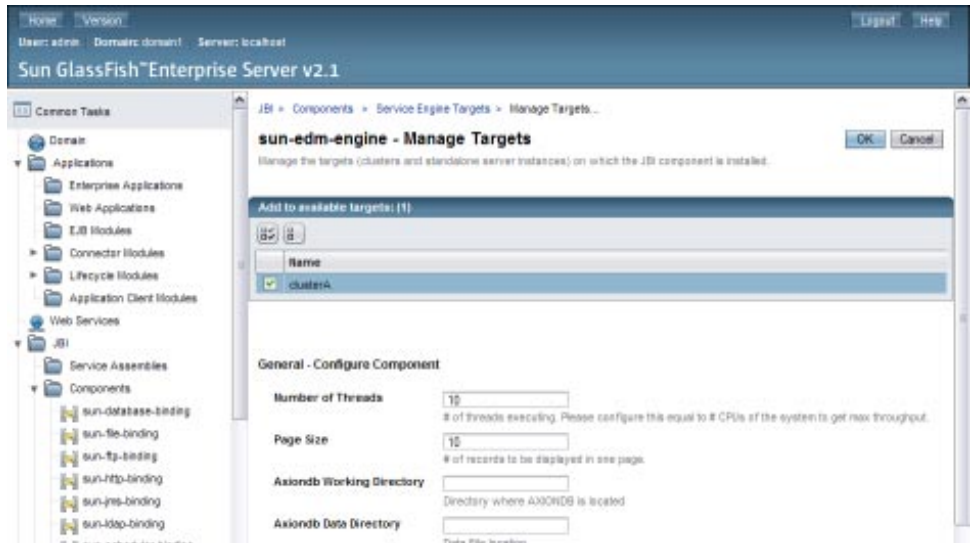 Home Version Logout Help
User: admin Domain: domain1 Server: localhost
Sun GlassFish™ Enterprise Server v2.1
Common Tasks
Domain
Applications
Enterprise Applications
Web Applications
EJB Modules
Connector Modules
Lifecycle Modules
Application Client Modules
Web Services
JBI
Service Assemblies
Components
sun-database-binding
sun-file-binding
sun-ftp-binding
sun-http-binding
sun-jms-binding
sun-ldap-binding
JBI > Components > Service Engine Targets > Manage Targets...
sun-edm-engine - Manage Targets
OK Cancel
Manage the targets (clusters and standalone server instances) on which the JBI component is installed.
Add to available targets: (1)
Name
clusterA
General - Configure Component
Number of Threads 10
# of threads executing. Please configure this equal to # CPUs of the system to get max throughput.
Page Size 10
# of records to be displayed in one page.
Axiondb Working Directory
Directory where AXIONDB is located
Axiondb Data Directory